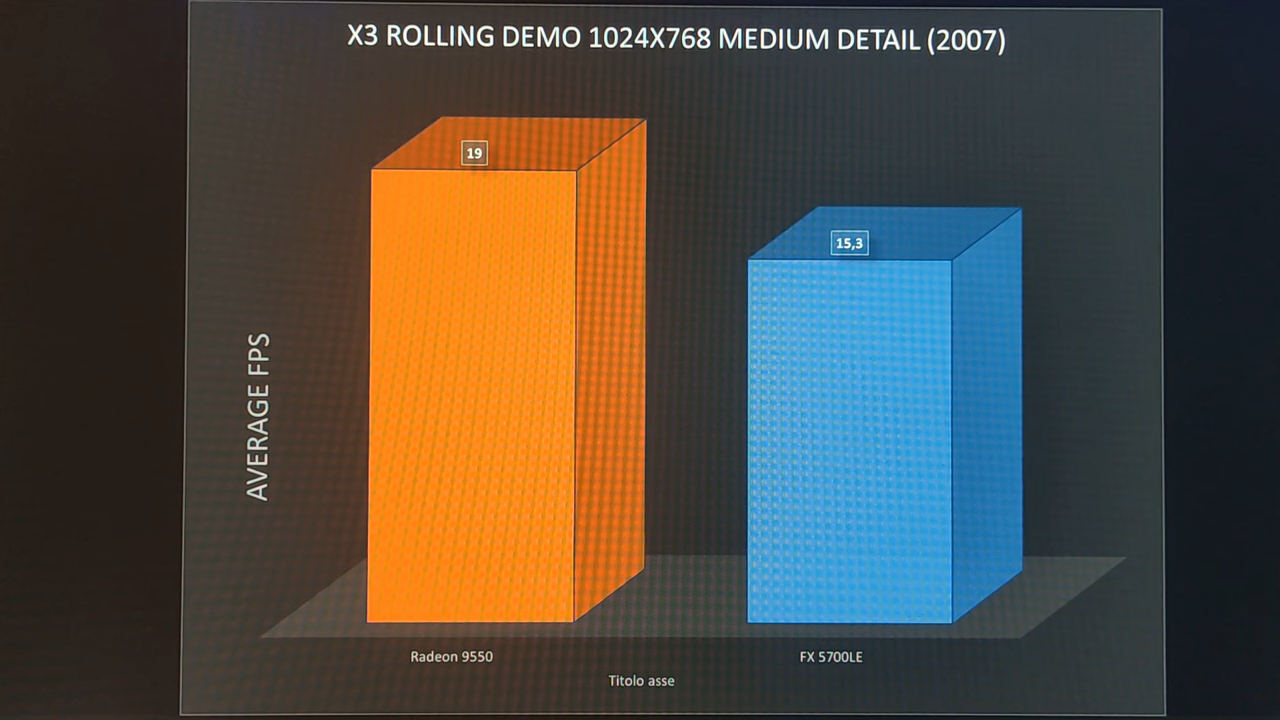 X3 ROLLING DEMO 1024X768 MEDIUM DETAIL (2007)
19
15,3
AVERAGE FPS
Radeon 9550
FX 5700LE
Titolo asse